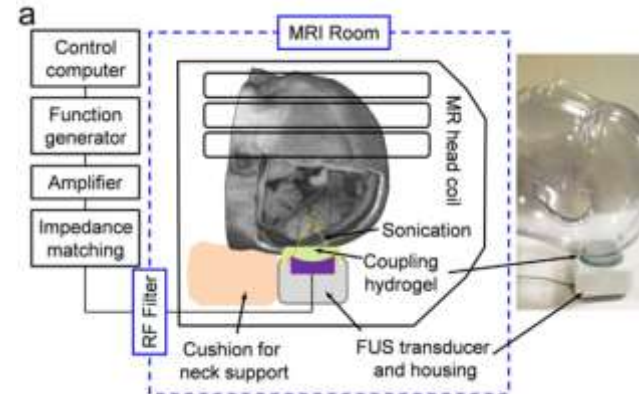 a
Control
computer
Function
generator
Amplifier
Impedance
matching
RF Filter
MRI Room
MR head coil
Sonication
Coupling
hydrogel
Cushion for
neck support
FUS transducer
and housing